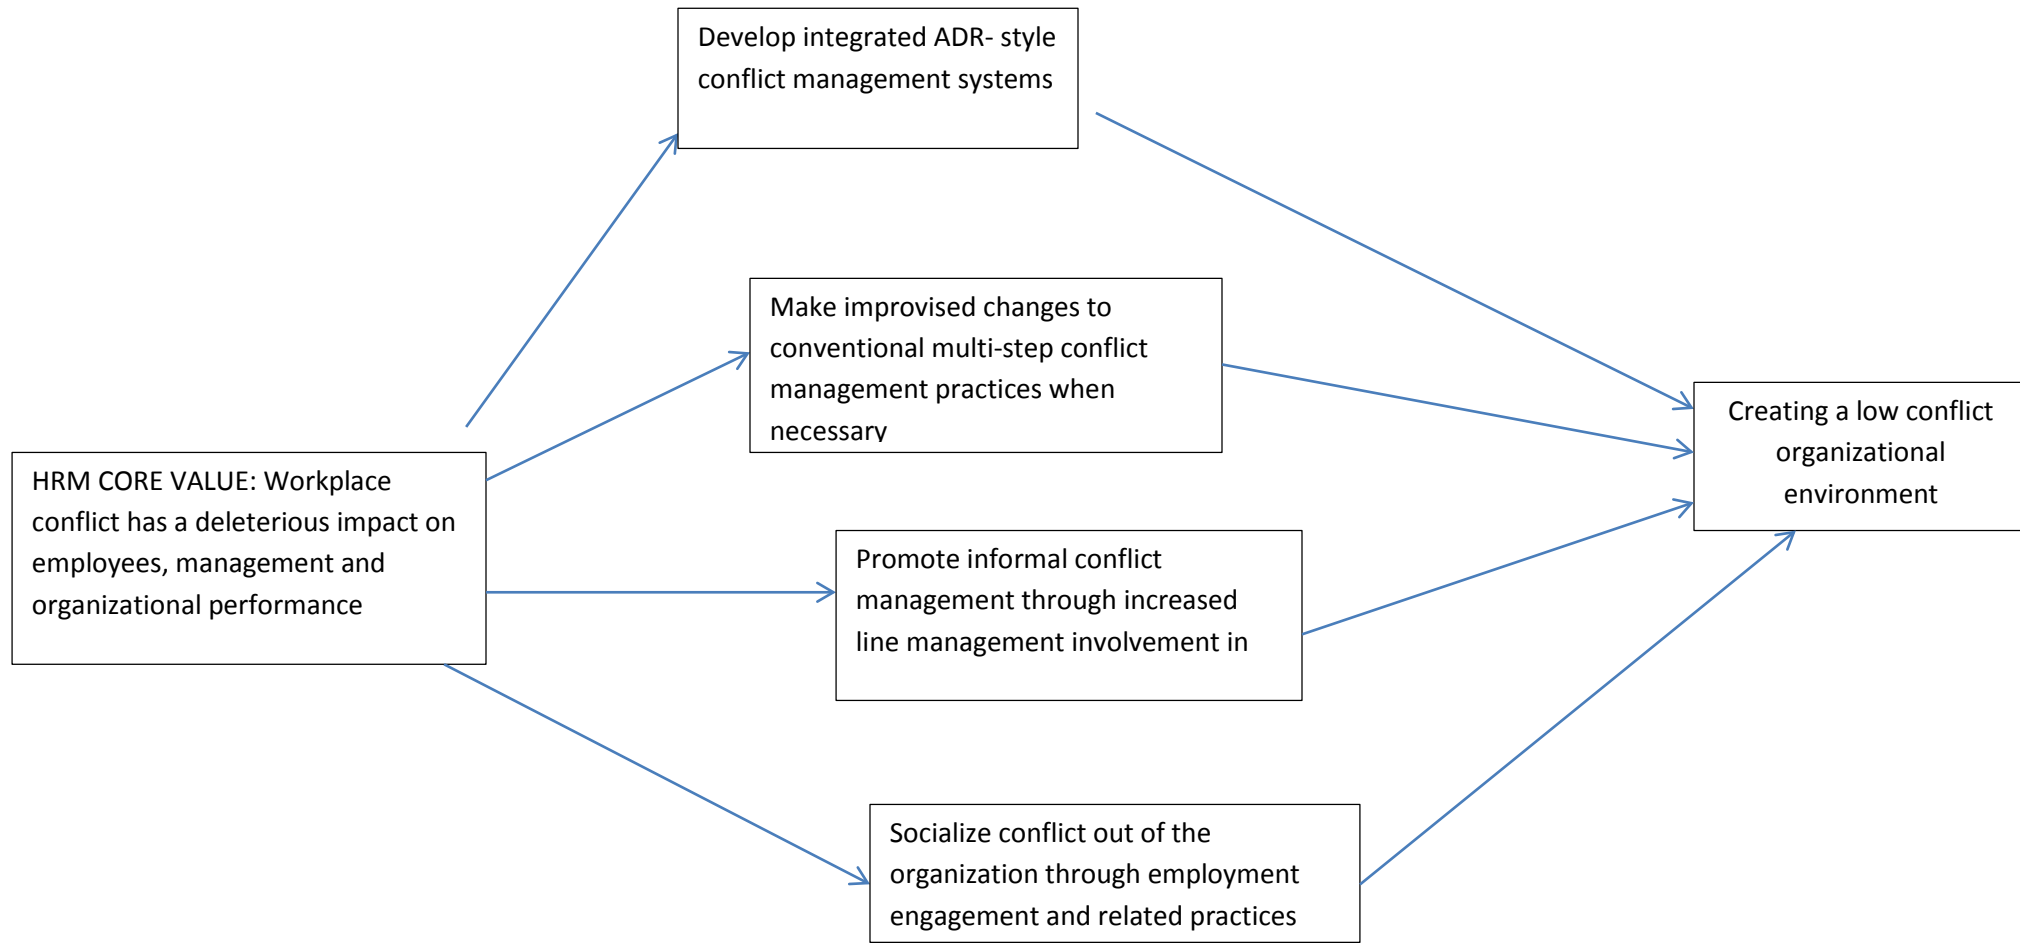 Develop integrated ADR- style
conflict management systems
Make improvised changes to
conventional multi-step conflict
management practices when
necessary
Creating a low conflict
organizational
environment
HRM CORE VALUE: Workplace
conflict has a deleterious impact on
employees, management and
organizational performance
Promote informal conflict
management through increased
line management involvement in
Socialize conflict out of the
organization through employment
engagement and related practices